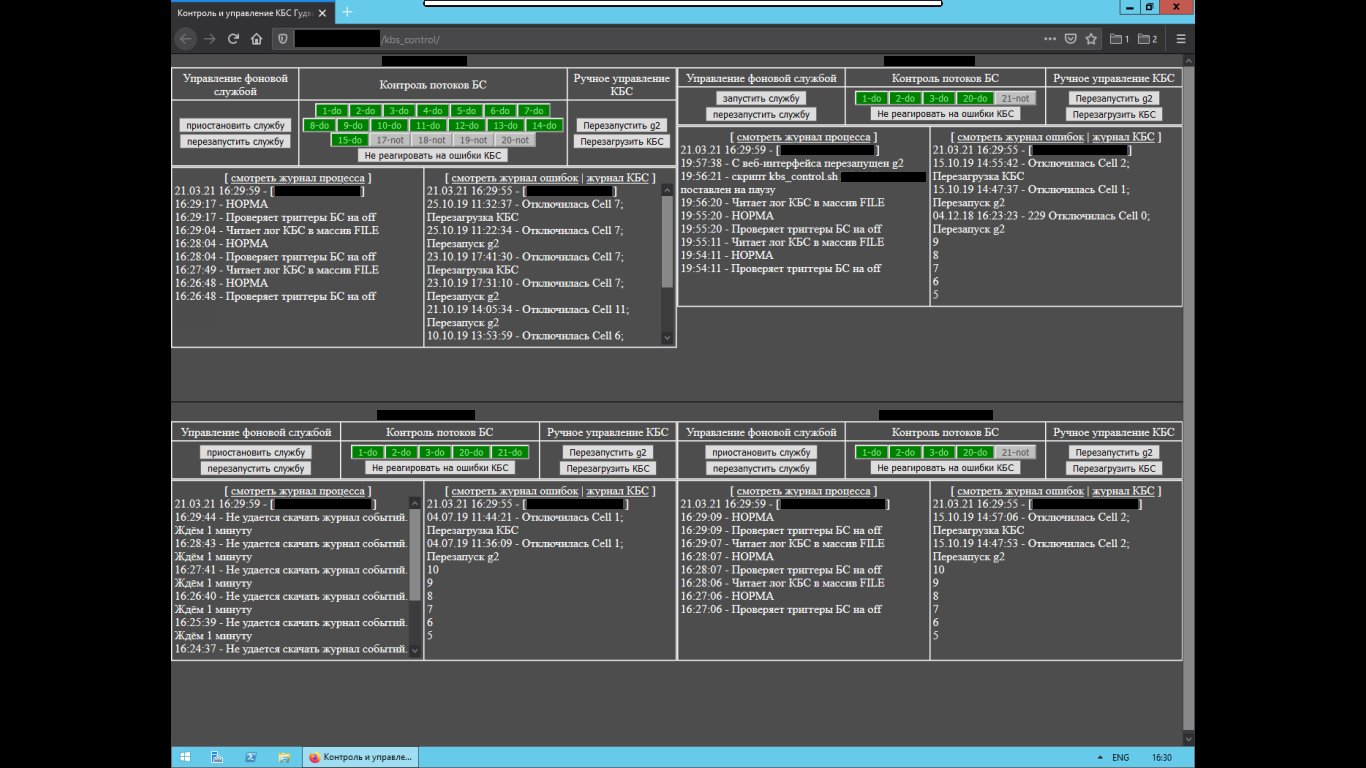 Контроль и управление КБС Гуд
/kbs_control/
1
2
Управление фоновой службой
Контроль потоков БС
Ручное управление КБС
приостановить службу
перезапустить службу
1-do 2-do 3-do 4-do 5-do 6-do 7-do
8-do 9-do 10-do 11-do 12-do 13-do 14-do
15-do 17-not 18-not 19-not 20-not
Не реагировать на ошибки КБС
Перезапустить g2
Перезагрузить КБС
[ смотреть журнал процесса ]
21.03.21 16:29:59 - [ ]
16:29:17 - НОРМА
16:29:17 - Проверяет триггеры БС на off
16:29:04 - Читает лог КБС в массив FILE
16:28:04 - НОРМА
16:28:04 - Проверяет триггеры БС на off
16:27:49 - Читает лог КБС в массив FILE
16:26:48 - НОРМА
16:26:48 - Проверяет триггеры БС на off
[ смотреть журнал ошибок | журнал КБС ]
21.03.21 16:29:55 - [ ]
25.10.19 11:32:37 - Отключилась Cell 7;
Перезагрузка КБС
25.10.19 11:22:34 - Отключилась Cell 7;
Перезапуск g2
23.10.19 17:41:30 - Отключилась Cell 7;
Перезагрузка КБС
23.10.19 17:31:10 - Отключилась Cell 7;
Перезапуск g2
21.10.19 14:05:34 - Отключилась Cell 11;
Перезапуск g2
10.10.19 13:53:59 - Отключилась Cell 6;
Управление фоновой службой
Контроль потоков БС
Ручное управление КБС
запустить службу
перезапустить службу
1-do 2-do 3-do 20-do 21-not
Не реагировать на ошибки КБС
Перезапустить g2
Перезагрузить КБС
[ смотреть журнал процесса ]
21.03.21 16:29:59 - [ ]
19:57:38 - С веб-интерфейса перезапущен g2
19:56:21 - скрипт kbs_control.sh
поставлен на паузу
19:56:20 - Читает лог КБС в массив FILE
19:55:20 - НОРМА
19:55:20 - Проверяет триггеры БС на off
19:55:11 - Читает лог КБС в массив FILE
19:54:11 - НОРМА
19:54:11 - Проверяет триггеры БС на off
[ смотреть журнал ошибок | журнал КБС ]
21.03.21 16:29:55 - [ ]
15.10.19 14:55:42 - Отключилась Cell 2;
Перезагрузка КБС
15.10.19 14:47:37 - Отключилась Cell 1;
Перезапуск g2
04.12.18 16:23:23 - 229 Отключилась Cell 0;
Перезапуск g2
9
8
7
6
5
Управление фоновой службой
Контроль потоков БС
Ручное управление КБС
приостановить службу
перезапустить службу
1-do 2-do 3-do 20-do 21-do
Не реагировать на ошибки КБС
Перезапустить g2
Перезагрузить КБС
[ смотреть журнал процесса ]
21.03.21 16:29:59 - [ ]
16:29:44 - Не удается скачать журнал событий.
Ждём 1 минуту
16:28:43 - Не удается скачать журнал событий.
Ждём 1 минуту
16:27:41 - Не удается скачать журнал событий.
Ждём 1 минуту
16:26:40 - Не удается скачать журнал событий.
Ждём 1 минуту
16:25:39 - Не удается скачать журнал событий.
Ждём 1 минуту
16:24:37 - Не удается скачать журнал событий.
[ смотреть журнал ошибок | журнал КБС ]
21.03.21 16:29:55 - [ ]
04.07.19 11:44:21 - Отключилась Cell 1;
Перезагрузка КБС
04.07.19 11:36:09 - Отключилась Cell 1;
Перезапуск g2
10
9
8
7
6
5
Управление фоновой службой
Контроль потоков БС
Ручное управление КБС
приостановить службу
перезапустить службу
1-do 2-do 3-do 20-do 21-not
Не реагировать на ошибки КБС
Перезапустить g2
Перезагрузить КБС
[ смотреть журнал процесса ]
21.03.21 16:29:59 - [ ]
16:29:09 - НОРМА
16:29:09 - Проверяет триггеры БС на off
16:29:07 - Читает лог КБС в массив FILE
16:28:07 - НОРМА
16:28:07 - Проверяет триггеры БС на off
16:28:06 - Читает лог КБС в массив FILE
16:27:06 - НОРМА
16:27:06 - Проверяет триггеры БС на off
[ смотреть журнал ошибок | журнал КБС ]
21.03.21 16:29:55 - [ ]
15.10.19 14:57:06 - Отключилась Cell 2;
Перезагрузка КБС
15.10.19 14:47:53 - Отключилась Cell 2;
Перезапуск g2
10
9
8
7
6
5
Контроль и управле...
ENG
16:30